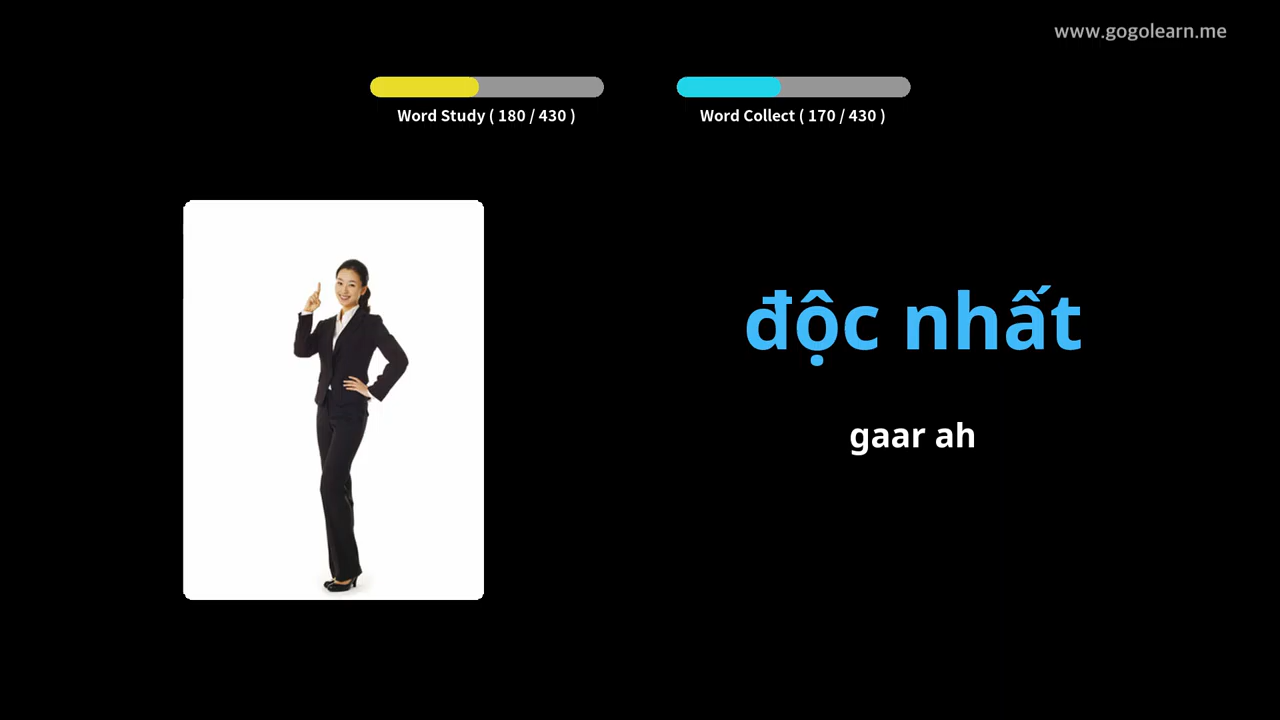 www.gogolearn.me
Word Study ( 180 / 430 )
Word Collect ( 170 / 430 )
độc nhất
gaar ah